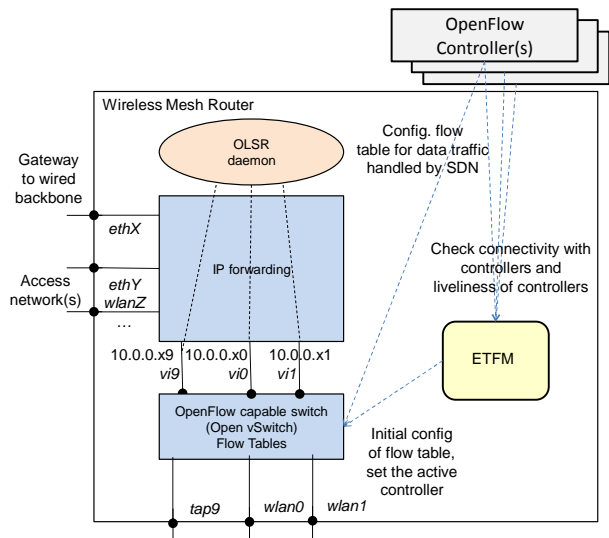 OpenFlow
Controller(s)
Wireless Mesh Router
OLSR
daemon
Config. flow
table for data traffic
handled by SDN
Gateway
to wired
backbone
ethX
IP forwarding
Check connectivity with
controllers and
liveliness of controllers
Access
network(s)
ethY
wlanZ
...
10.0.0.x9
10.0.0.x0
10.0.0.x1
vi9
vi0
vi1
ETFM
OpenFlow capable switch
(Open vSwitch)
Flow Tables
Initial config
of flow table,
set the active
controller
tap9
wlan0
wlan1